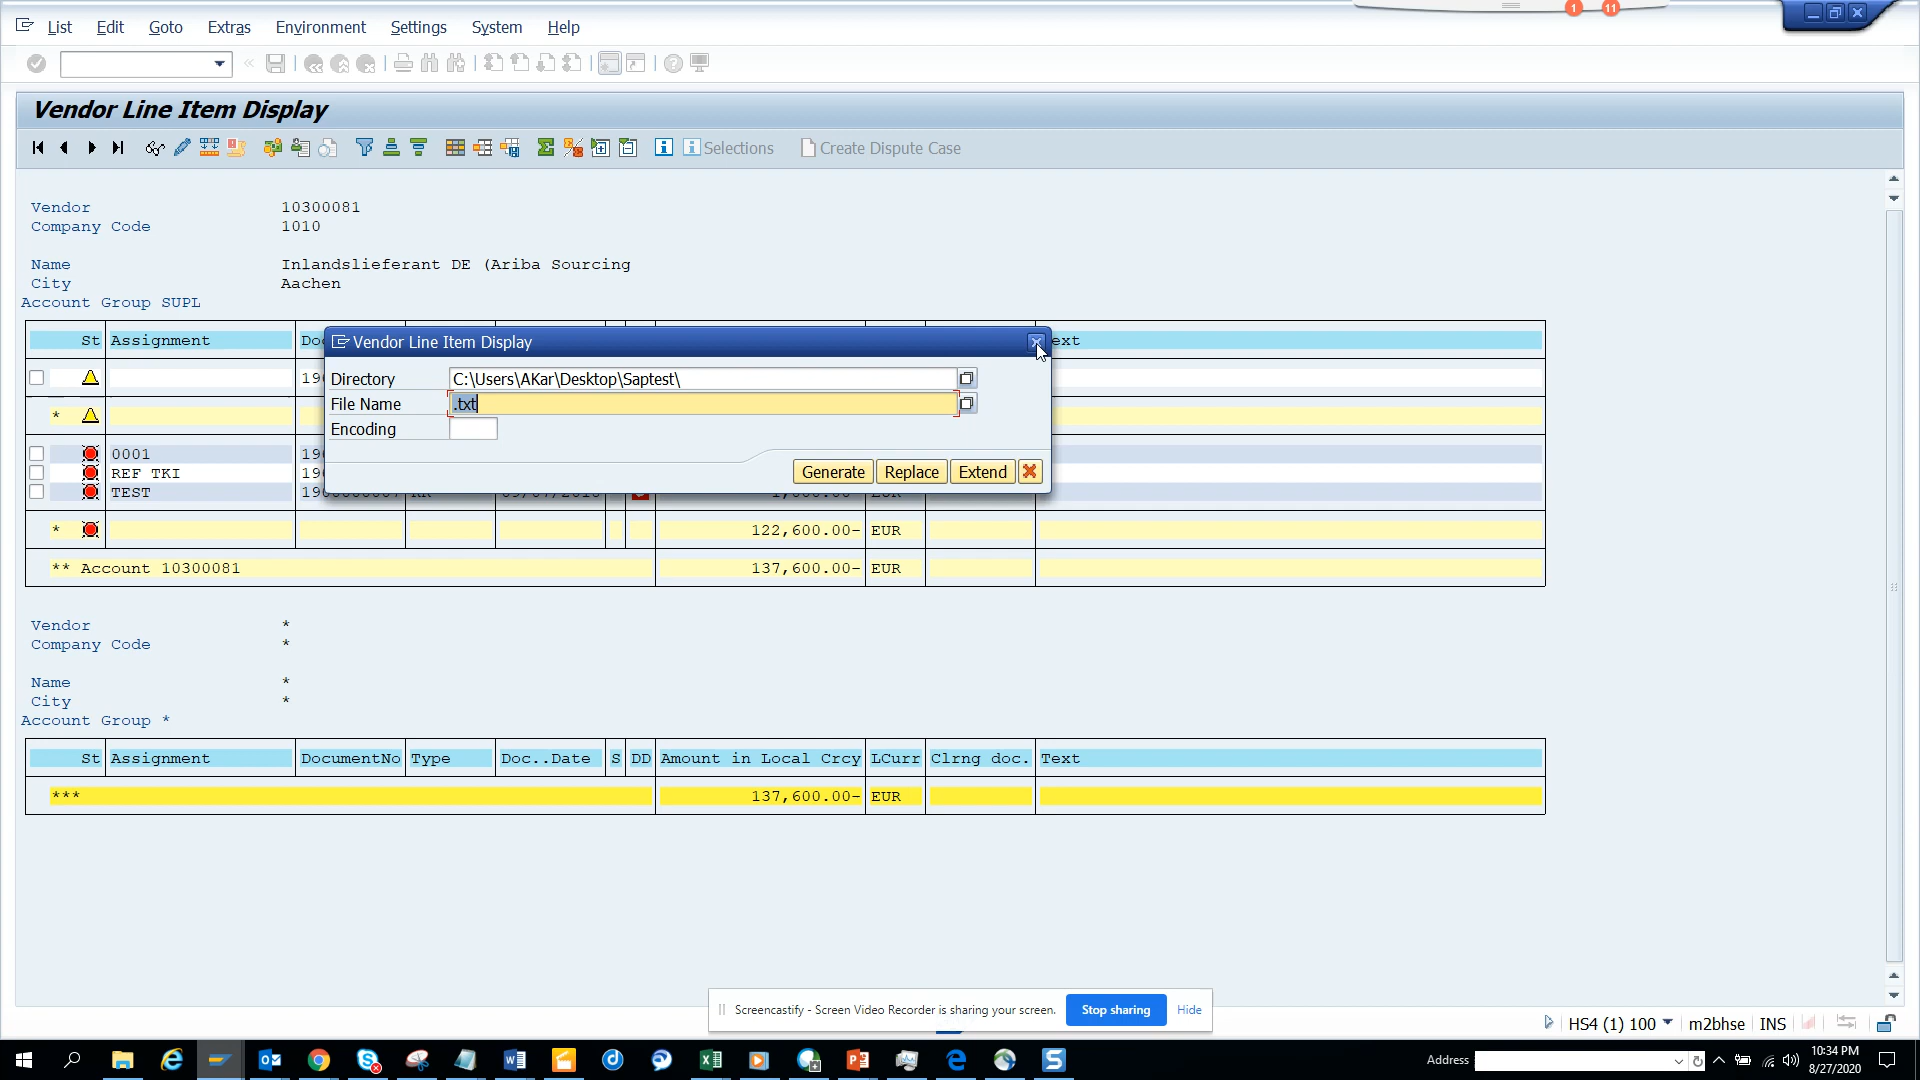 List Edit Goto Extras Environment Settings System Help
1 11
Vendor Line Item Display
Selections Create Dispute Case
Vendor 10300081
Company Code 1010
Name Inlandslieferant DE (Ariba Sourcing
City Aachen
Account Group SUPL
St Assignment
Vendor Line Item Display
Directory C:\Users\AKar\Desktop\Saptest\
File Name .txt
Encoding
Generate Replace Extend
0001
REF TKI
TEST
* 122,600.00- EUR
** Account 10300081 137,600.00- EUR
Vendor *
Company Code *
Name *
City *
Account Group *
St Assignment DocumentNo Type Doc..Date S DD Amount in Local Crcy LCurr Clrng doc. Text
*** 137,600.00- EUR
Screencastify - Screen Video Recorder is sharing your screen. Stop sharing Hide
HS4 (1) 100 m2bhse INS
Address
10:34 PM
8/27/2020